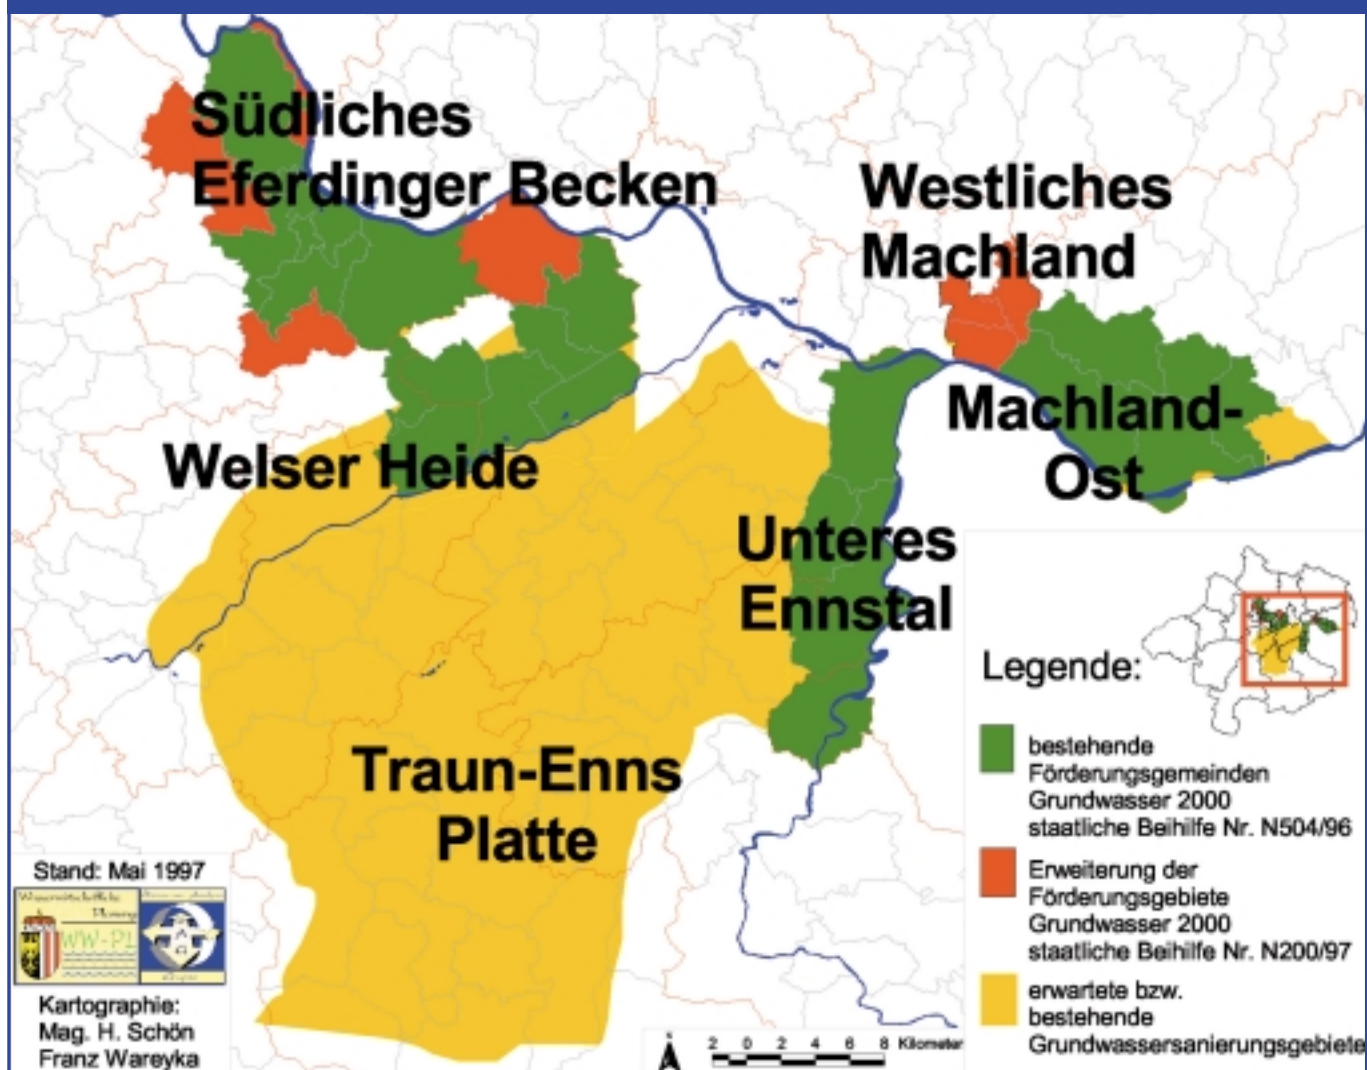 Südliches
Eferdinger Becken
Westliches
Machland
Machland-
Ost
Welser Heide
Unteres
Ennstal
Traun-Enns
Platte
Legende:
bestehende
Förderungsgemeinden
Grundwasser 2000
staatliche Beihilfe Nr. N504/96
Erweiterung der
Förderungsgebiete
Grundwasser 2000
staatliche Beihilfe Nr. N200/97
erwartete bzw.
bestehende
Grundwassersanierungsgebiete
Stand: Mai 1997
WW-PL
Kartographie:
Mag. H. Schön
Franz Wareyka
2 0 2 4 6 8 Kilometer